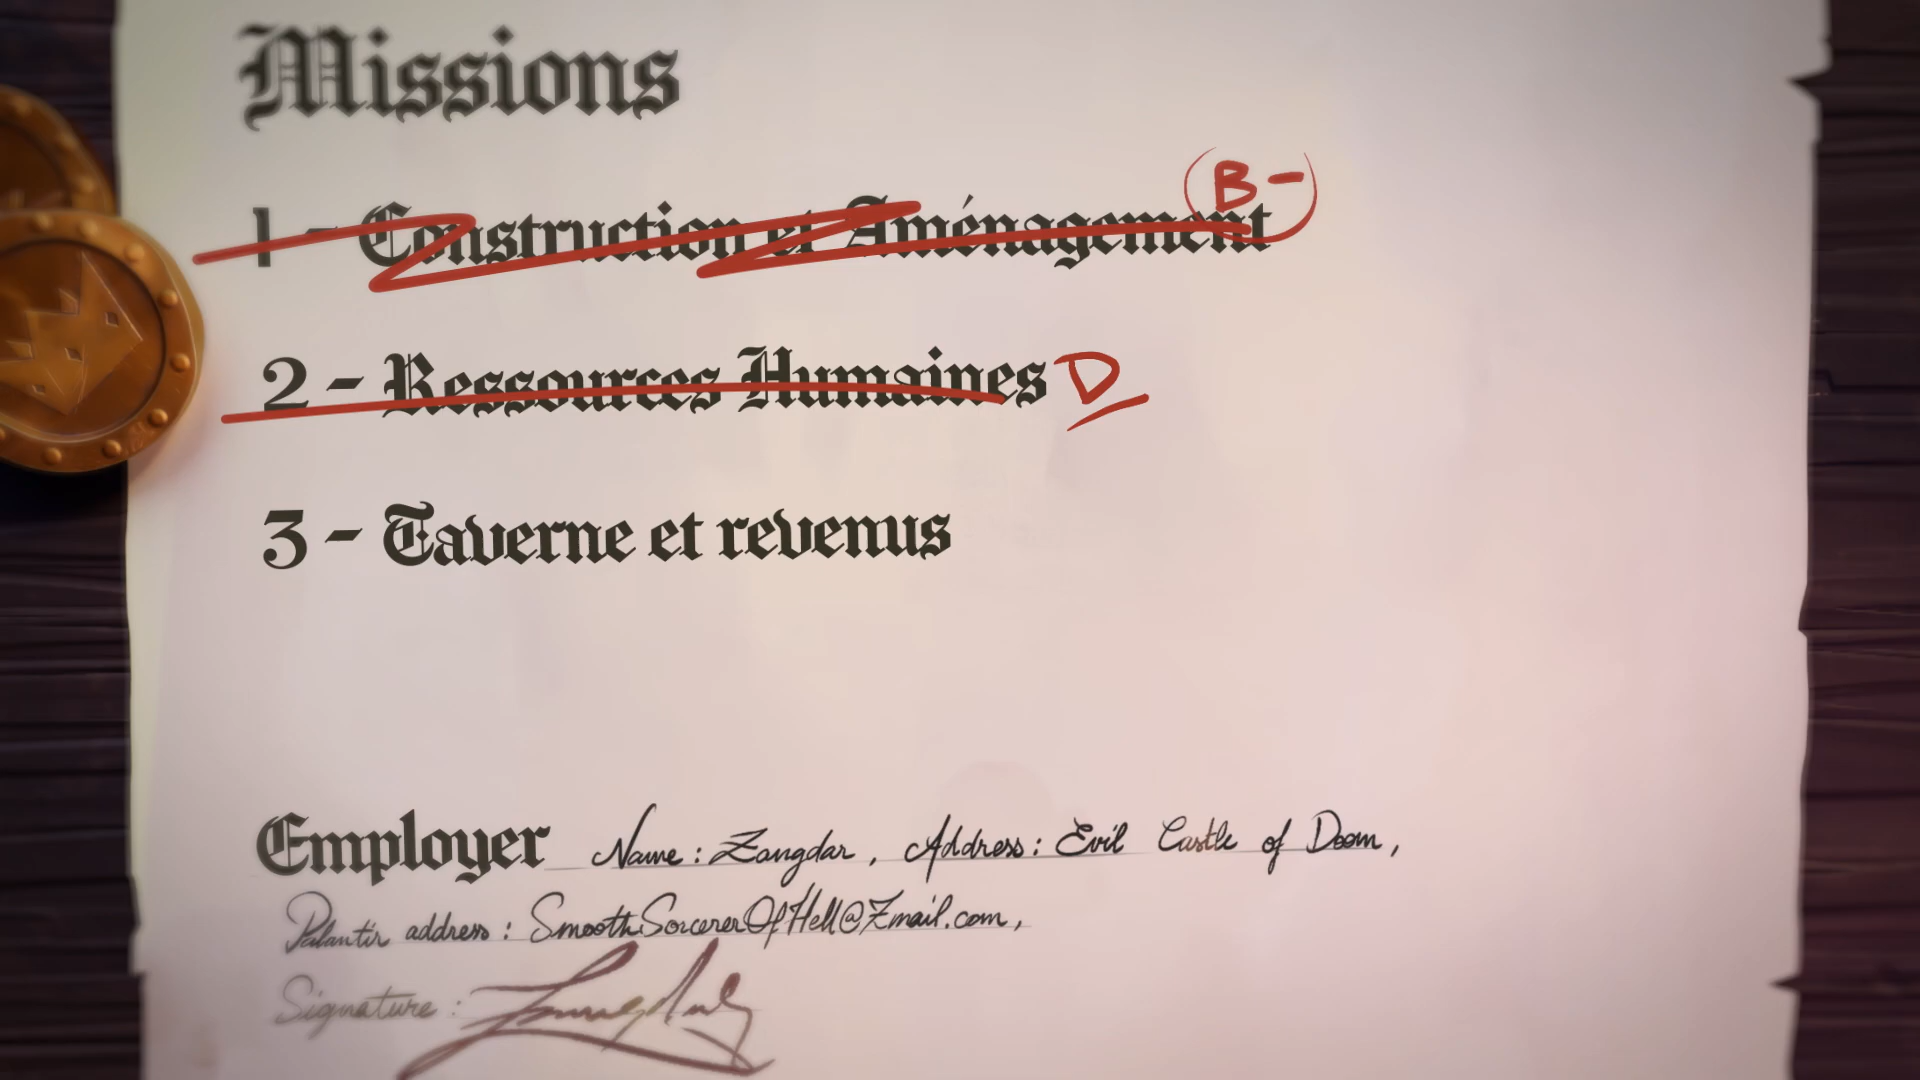 Missions
1 - Construction et Aménagement B-
2 - Ressources Humaines D
3 - Taverne et revenus
Employer Name : Zangdar, Address : Evil Castle of Doom,
Palantir address : SmoothSorcererOfHell@Zmail.com,
Signature :